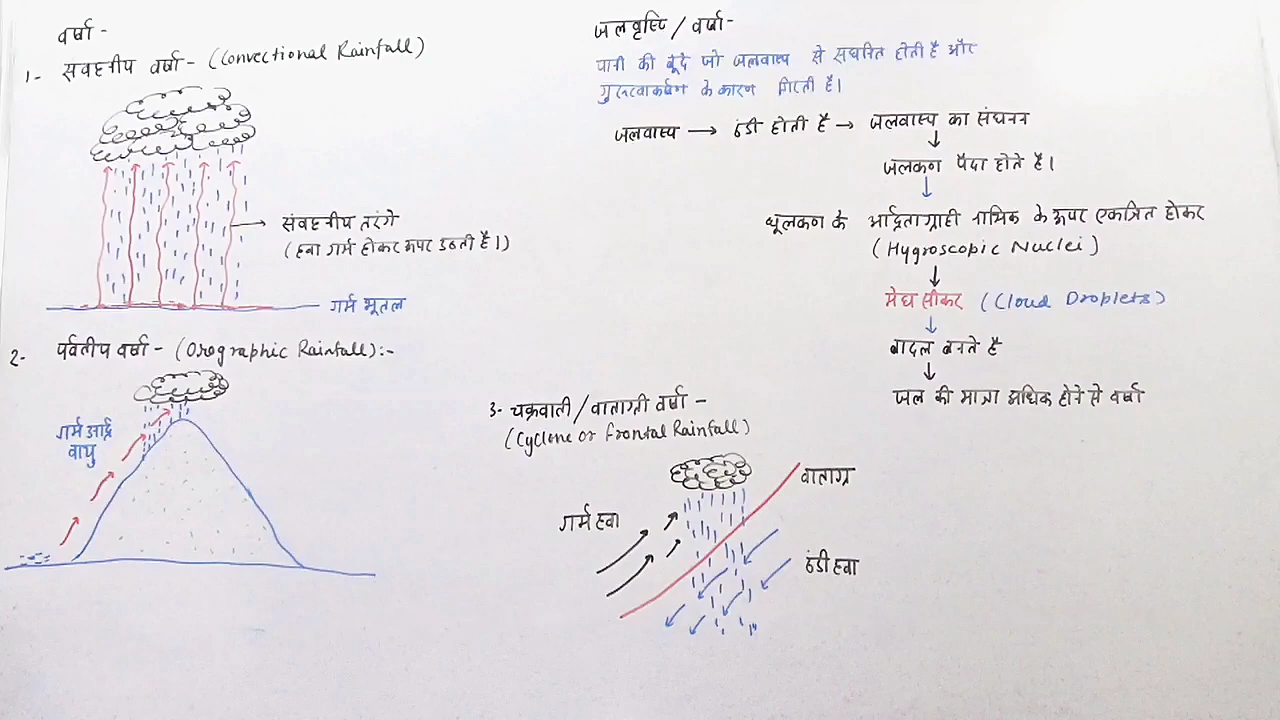 वर्षा -
1- संवहनीय वर्षा - (Convectional Rainfall)
संवहनीय तरंगे
(हवा गर्म होकर ऊपर उठती है।)
गर्म भूतल
2- पर्वतीय वर्षा - (Orographic Rainfall):-
गर्म आर्द्र
वायु
जलवृष्टि / वर्षा -
पानी की बूंदे जो जलवाष्प से संघनित होती है और
गुरुत्वाकर्षण के कारण गिरती है।
जलवाष्प → ठंडी होती है → जलवाष्प का संघनन
↓
जलकण पैदा होते है।
↓
धूलकण के आर्द्रताग्राही नाभिक के ऊपर एकत्रित होकर
(Hygroscopic Nuclei)
↓
मेघ सीकर (Cloud Droplets)
↓
बादल बनते है
↓
जल की मात्रा अधिक होने से वर्षा
3- चक्रवाती / वाताग्री वर्षा -
(Cyclone or Frontal Rainfall)
वाताग्र
गर्म हवा
ठंडी हवा